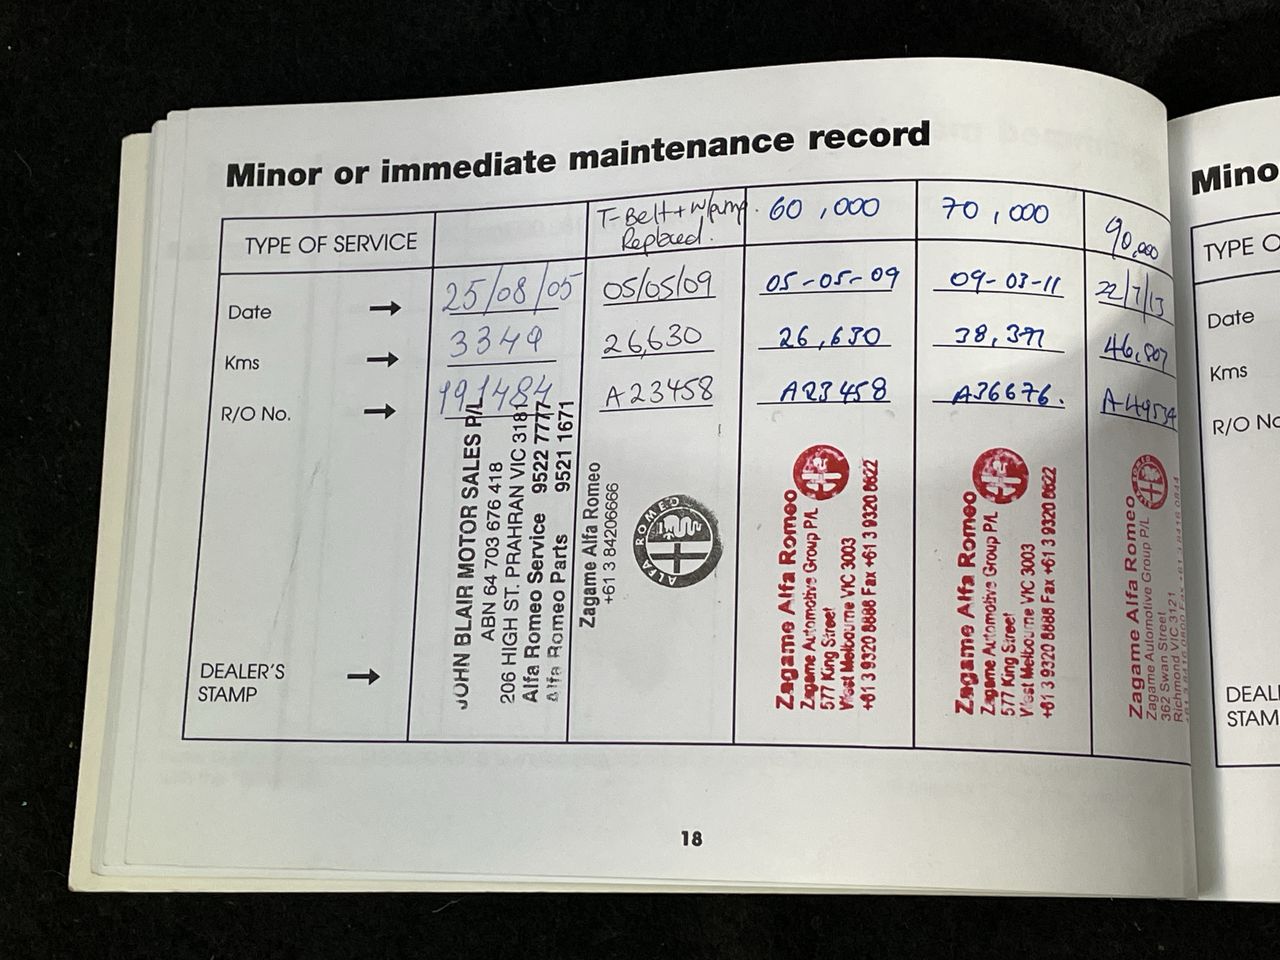 Minor or immediate maintenance record
TYPE OF SERVICE
T-Belt + w/pump. Replaced.
60,000
70,000
90,000
Date
25/08/05
05/05/09
05-05-09
09-03-11
22/7/13
Kms
3349
26,630
26,630
38,371
46,807
R/O No.
191484
A23458
A23458
A36676.
A49534
DEALER'S
STAMP
JOHN BLAIR MOTOR SALES P/L
ABN 64 703 676 418
206 HIGH ST. PRAHRAN VIC 3181
Alfa Romeo Service 9522 7777
Alfa Romeo Parts 9521 1671
Zagame Alfa Romeo
+61 3 84206666
ALFA ROMEO
Zagame Alfa Romeo
Zagame Automotive Group P/L
577 King Street
West Melbourne VIC 3003
+61 3 9320 8888 Fax +61 3 9320 8622
Zagame Alfa Romeo
Zagame Automotive Group P/L
577 King Street
West Melbourne VIC 3003
+61 3 9320 8888 Fax +61 3 9320 8622
Zagame Alfa Romeo
Zagame Automotive Group P/L
362 Swan Street
Richmond VIC 3121
18
Mino
TYPE O
Date
Kms
R/O No
DEAL
STAM